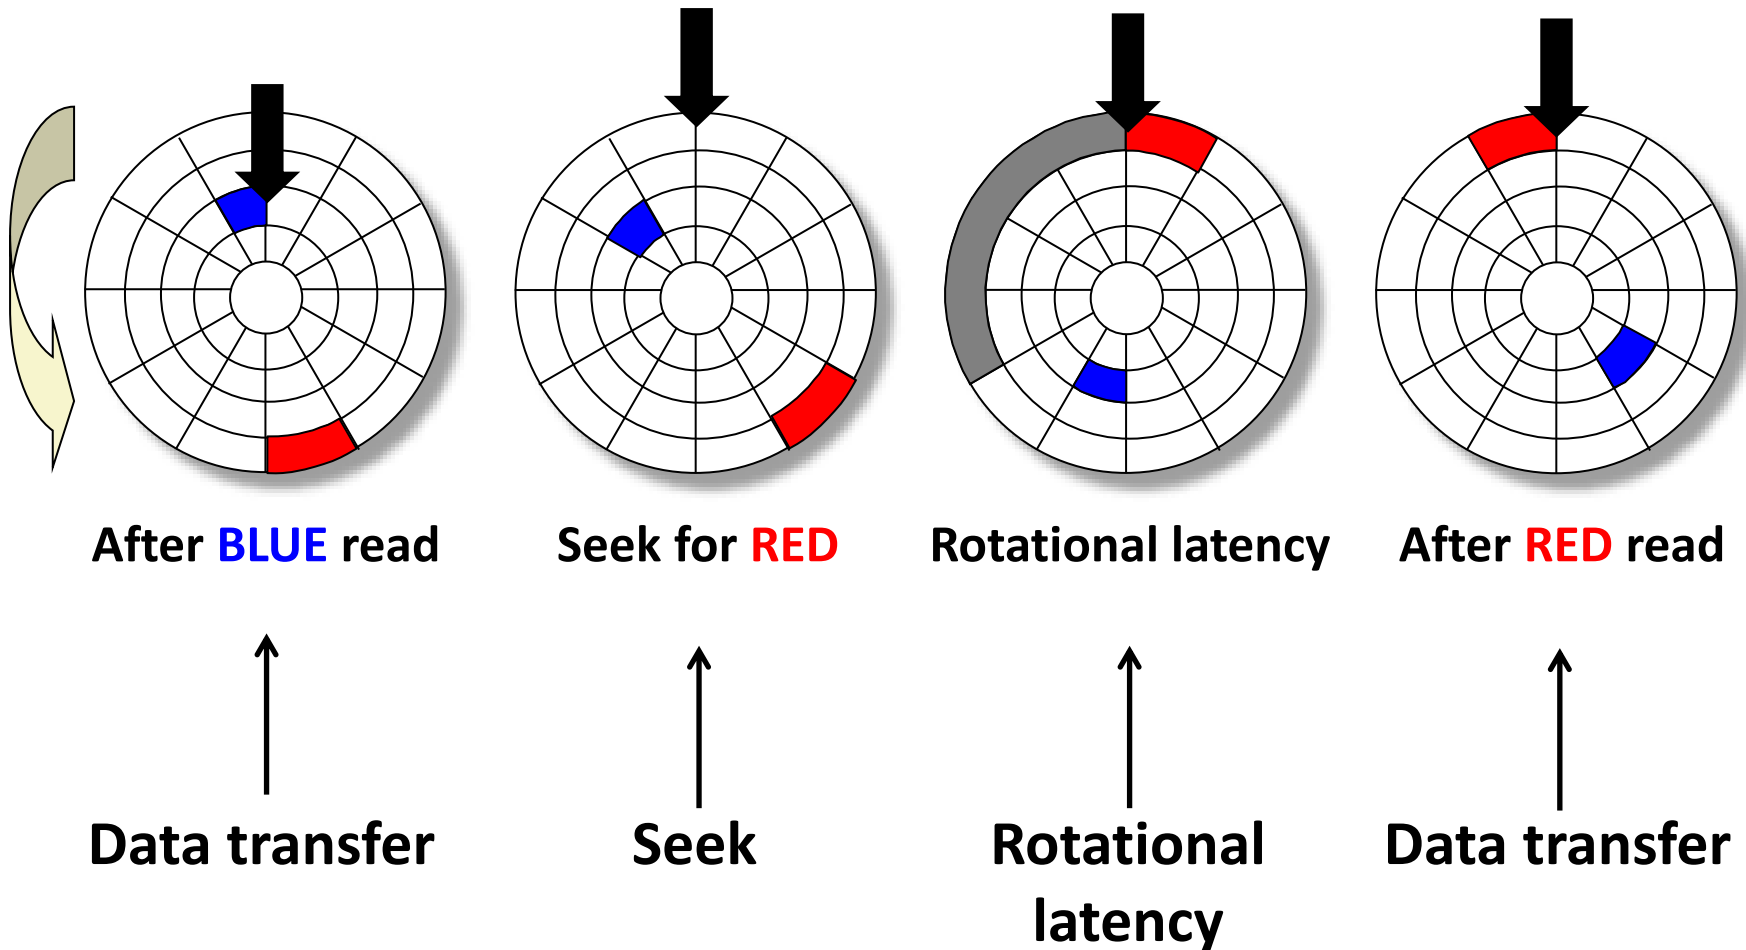 After BLUE read
Seek for RED
Rotational latency
After RED read
Data transfer
Seek
Rotational
latency
Data transfer